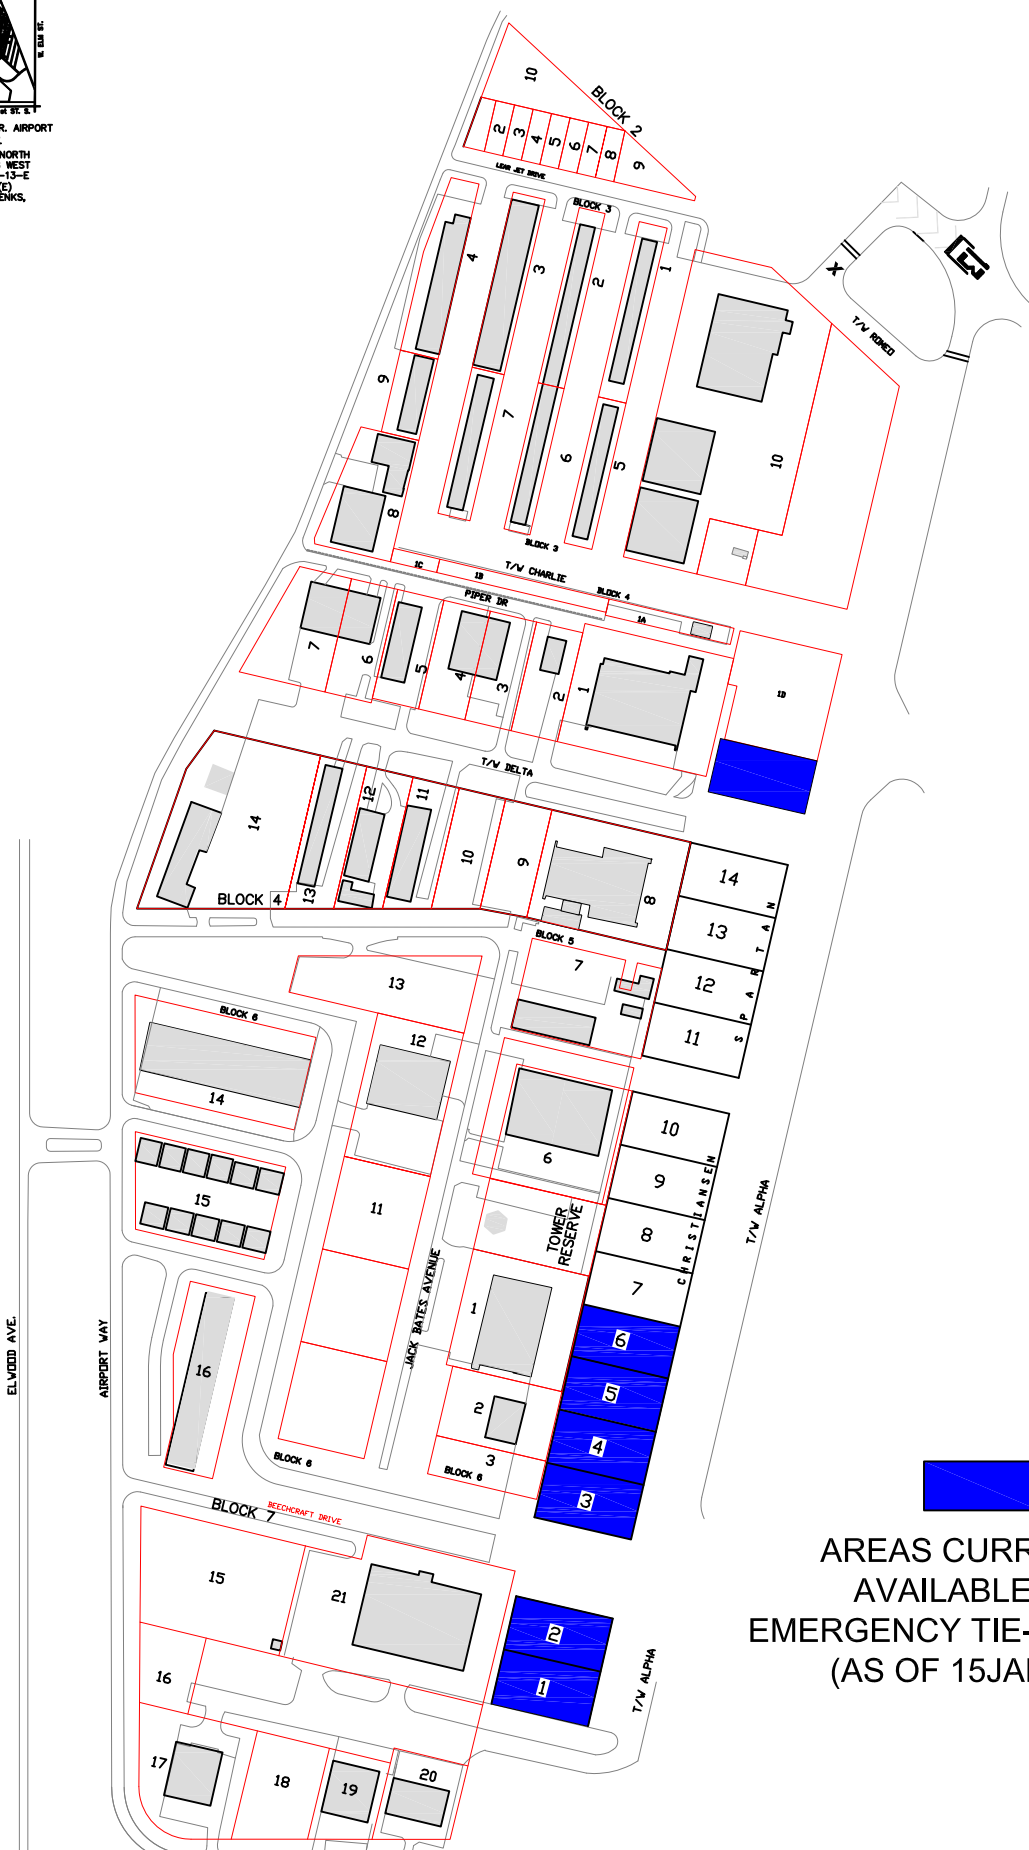 W. ELM ST.
ST. S.
R. AIRPORT
NORTH
WEST
-13-E
(E)
ENKS,
10
BLOCK 2
2
3
4
5
6
7
8
9
LEAR JET DRIVE
BLOCK 3
4
3
2
1
X
T/W ROMEO
9
7
6
5
10
8
BLOCK 3
T/W CHARLIE
1C
1B
BLOCK 4
PIPER DR
1A
7
6
5
4
3
2
1
1D
T/W DELTA
14
13
12
11
10
9
8
BLOCK 4
14
13
12
11
SPARTAN
BLOCK 5
7
13
BLOCK 6
12
14
6
10
9
8
7
CHRISTIANSEN
T/W ALPHA
15
11
TOWER
RESERVE
JACK BATES AVENUE
1
6
5
4
3
ELWOOD AVE.
AIRPORT WAY
16
2
3
BLOCK 6
BLOCK 6
BLOCK 7
BEECHCRAFT DRIVE
AREAS CURR
AVAILABLE
EMERGENCY TIE-
(AS OF 15JA
15
21
2
1
T/W ALPHA
16
17
18
19
20